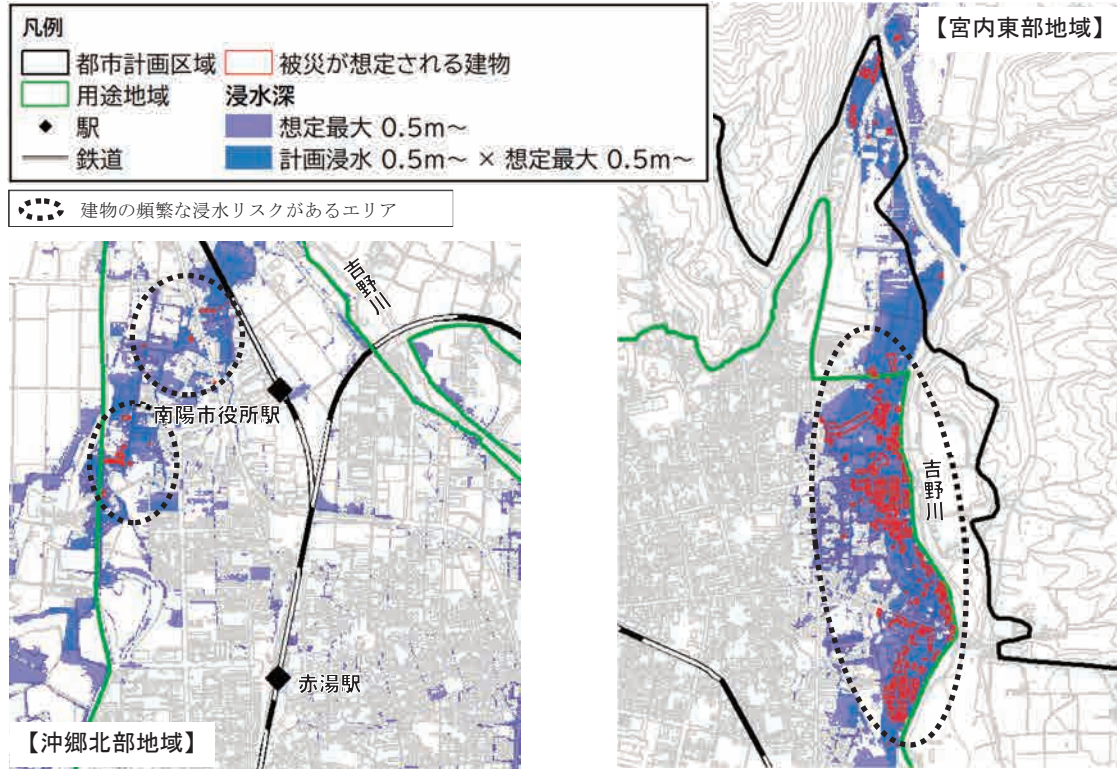 凡例
都市計画区域 被災が想定される建物
用途地域 浸水深
駅 想定最大 0.5m～
鉄道 計画浸水 0.5m～ × 想定最大 0.5m～
建物の頻繁な浸水リスクがあるエリア
【宮内東部地域】
吉野川
南陽市役所駅
吉野川
赤湯駅
【沖郷北部地域】